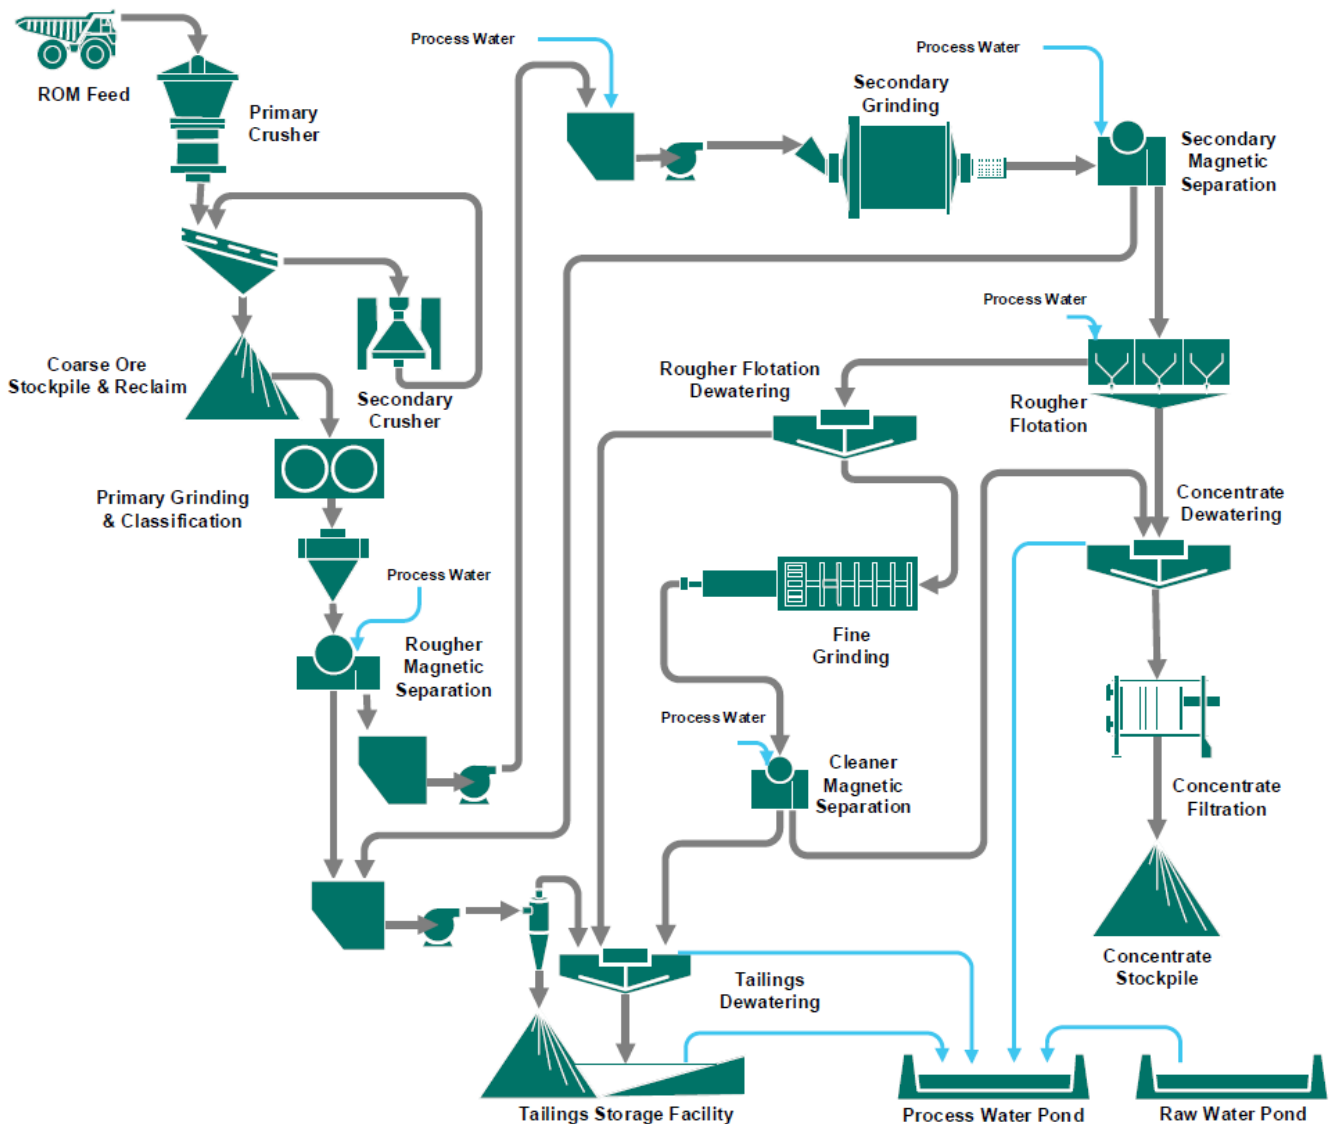 Process Water
Process Water
ROM Feed
Primary
Crusher
Secondary
Grinding
Secondary
Magnetic
Separation
Process Water
Coarse Ore
Stockpile & Reclaim
Secondary
Crusher
Rougher Flotation
Dewatering
Rougher
Flotation
Primary Grinding
& Classification
Concentrate
Dewatering
Process Water
Rougher
Magnetic
Separation
Fine
Grinding
Process Water
Cleaner
Magnetic
Separation
Concentrate
Filtration
Concentrate
Stockpile
Tailings
Dewatering
Tailings Storage Facility
Process Water Pond
Raw Water Pond